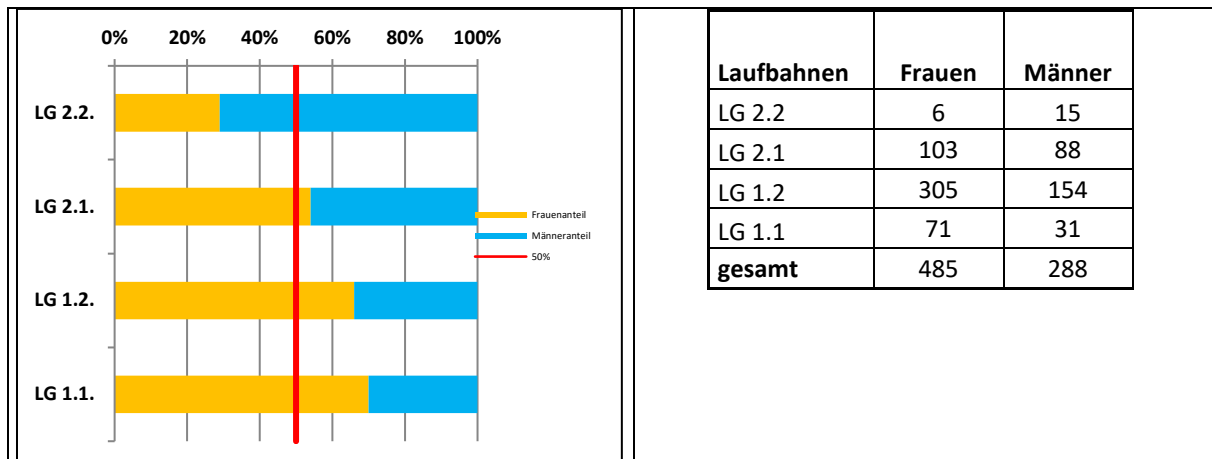 0% 20% 40% 60% 80% 100%
LG 2.2.
LG 2.1.
LG 1.2.
LG 1.1.
Frauenanteil
Männeranteil
50%
Laufbahnen Frauen Männer
LG 2.2 6 15
LG 2.1 103 88
LG 1.2 305 154
LG 1.1 71 31
gesamt 485 288